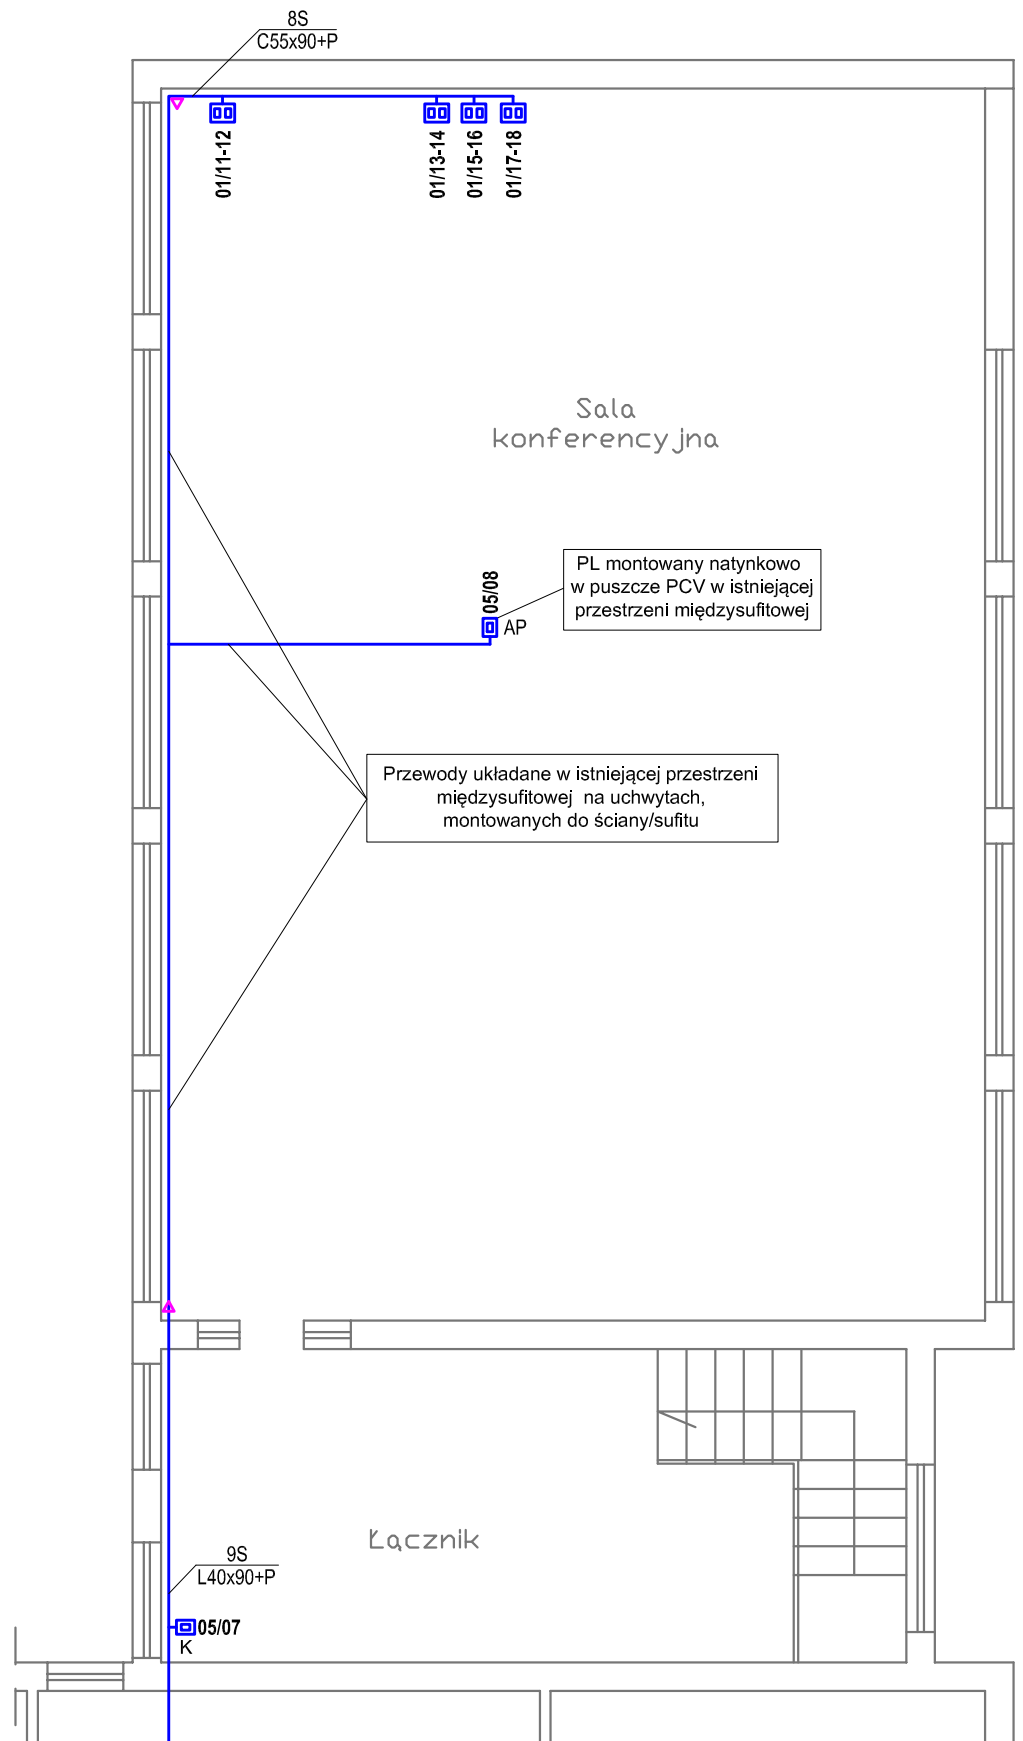 8S
C55x90+P
01/11-12
01/13-14
01/15-16
01/17-18
Sala
konferencyjna
PL montowany natynkowo
w puszcze PCV w istniejącej
przestrzeni międzysufitowej
05/08
AP
Przewody układane w istniejącej przestrzeni
międzysufitowej na uchwytach,
montowanych do ściany/sufitu
Łącznik
9S
L40x90+P
05/07
K